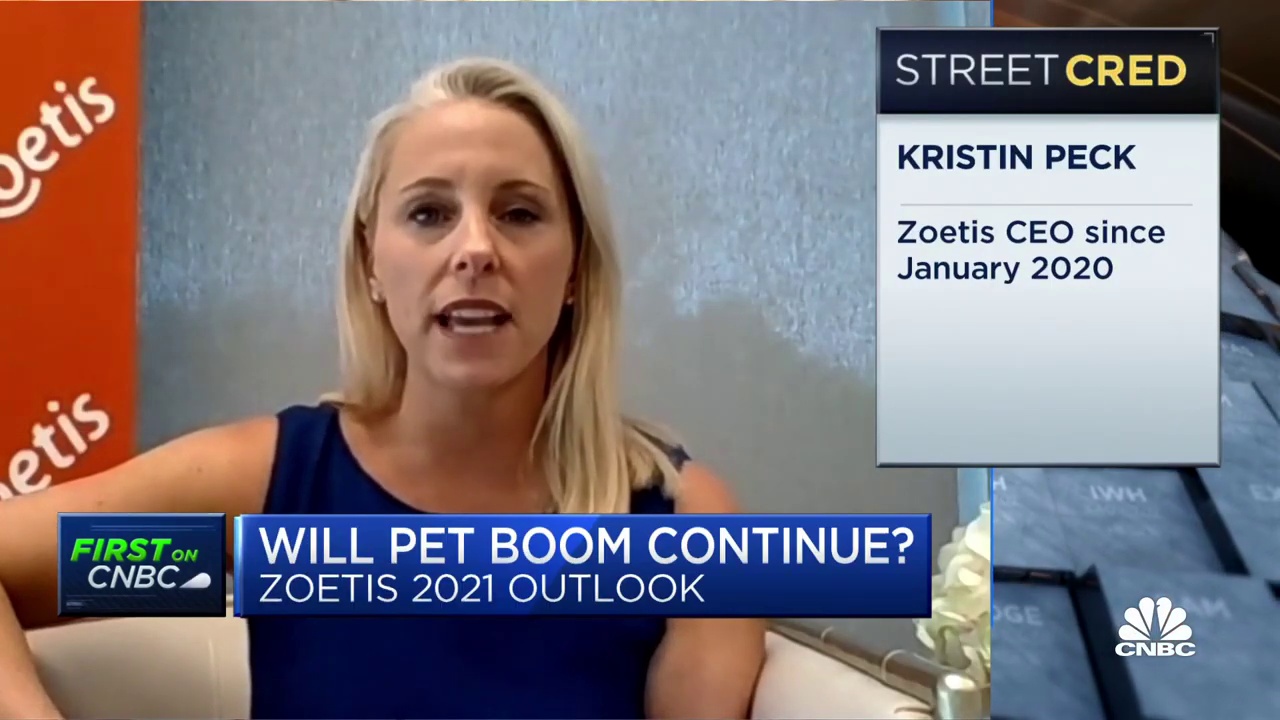 zoetis
etis
STREET CRED
KRISTIN PECK
Zoetis CEO since
January 2020
FIRST ON
CNBC
WILL PET BOOM CONTINUE?
ZOETIS 2021 OUTLOOK
IWH
CNBC